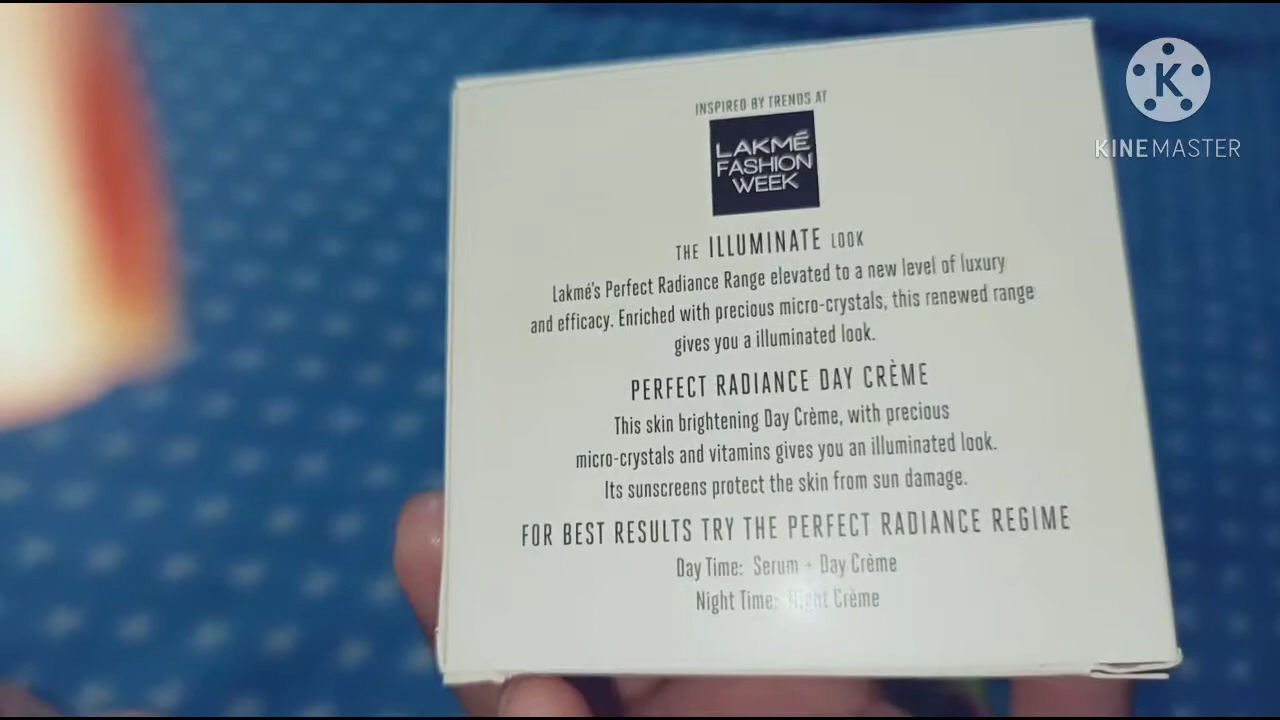 INSPIRED BY TRENDS AT
LAKMÉ
FASHION
WEEK
THE ILLUMINATE LOOK
Lakmé's Perfect Radiance Range elevated to a new level of luxury
and efficacy. Enriched with precious micro-crystals, this renewed range
gives you a illuminated look.
PERFECT RADIANCE DAY CRÈME
This skin brightening Day Crème, with precious
micro-crystals and vitamins gives you an illuminated look.
Its sunscreens protect the skin from sun damage.
FOR BEST RESULTS TRY THE PERFECT RADIANCE REGIME
Day Time: Serum + Day Crème
Night Time: Night Crème
K
KINEMASTER